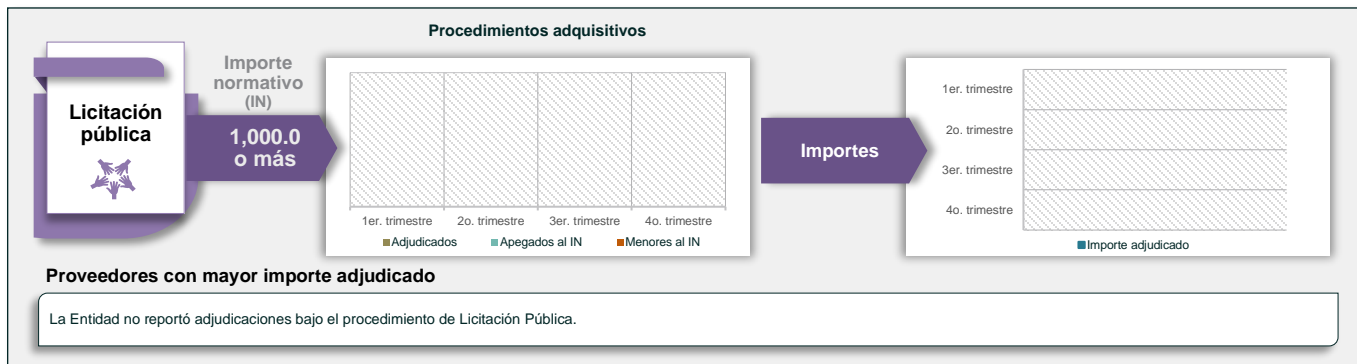 Procedimientos adquisitivos
Licitación
pública
Importe
normativo
(IN)
1,000.0
o más
1er. trimestre 2o. trimestre 3er. trimestre 4o. trimestre
Adjudicados Apegados al IN Menores al IN
Importes
1er. trimestre
2o. trimestre
3er. trimestre
4o. trimestre
Importe adjudicado
Proveedores con mayor importe adjudicado
La Entidad no reportó adjudicaciones bajo el procedimiento de Licitación Pública.